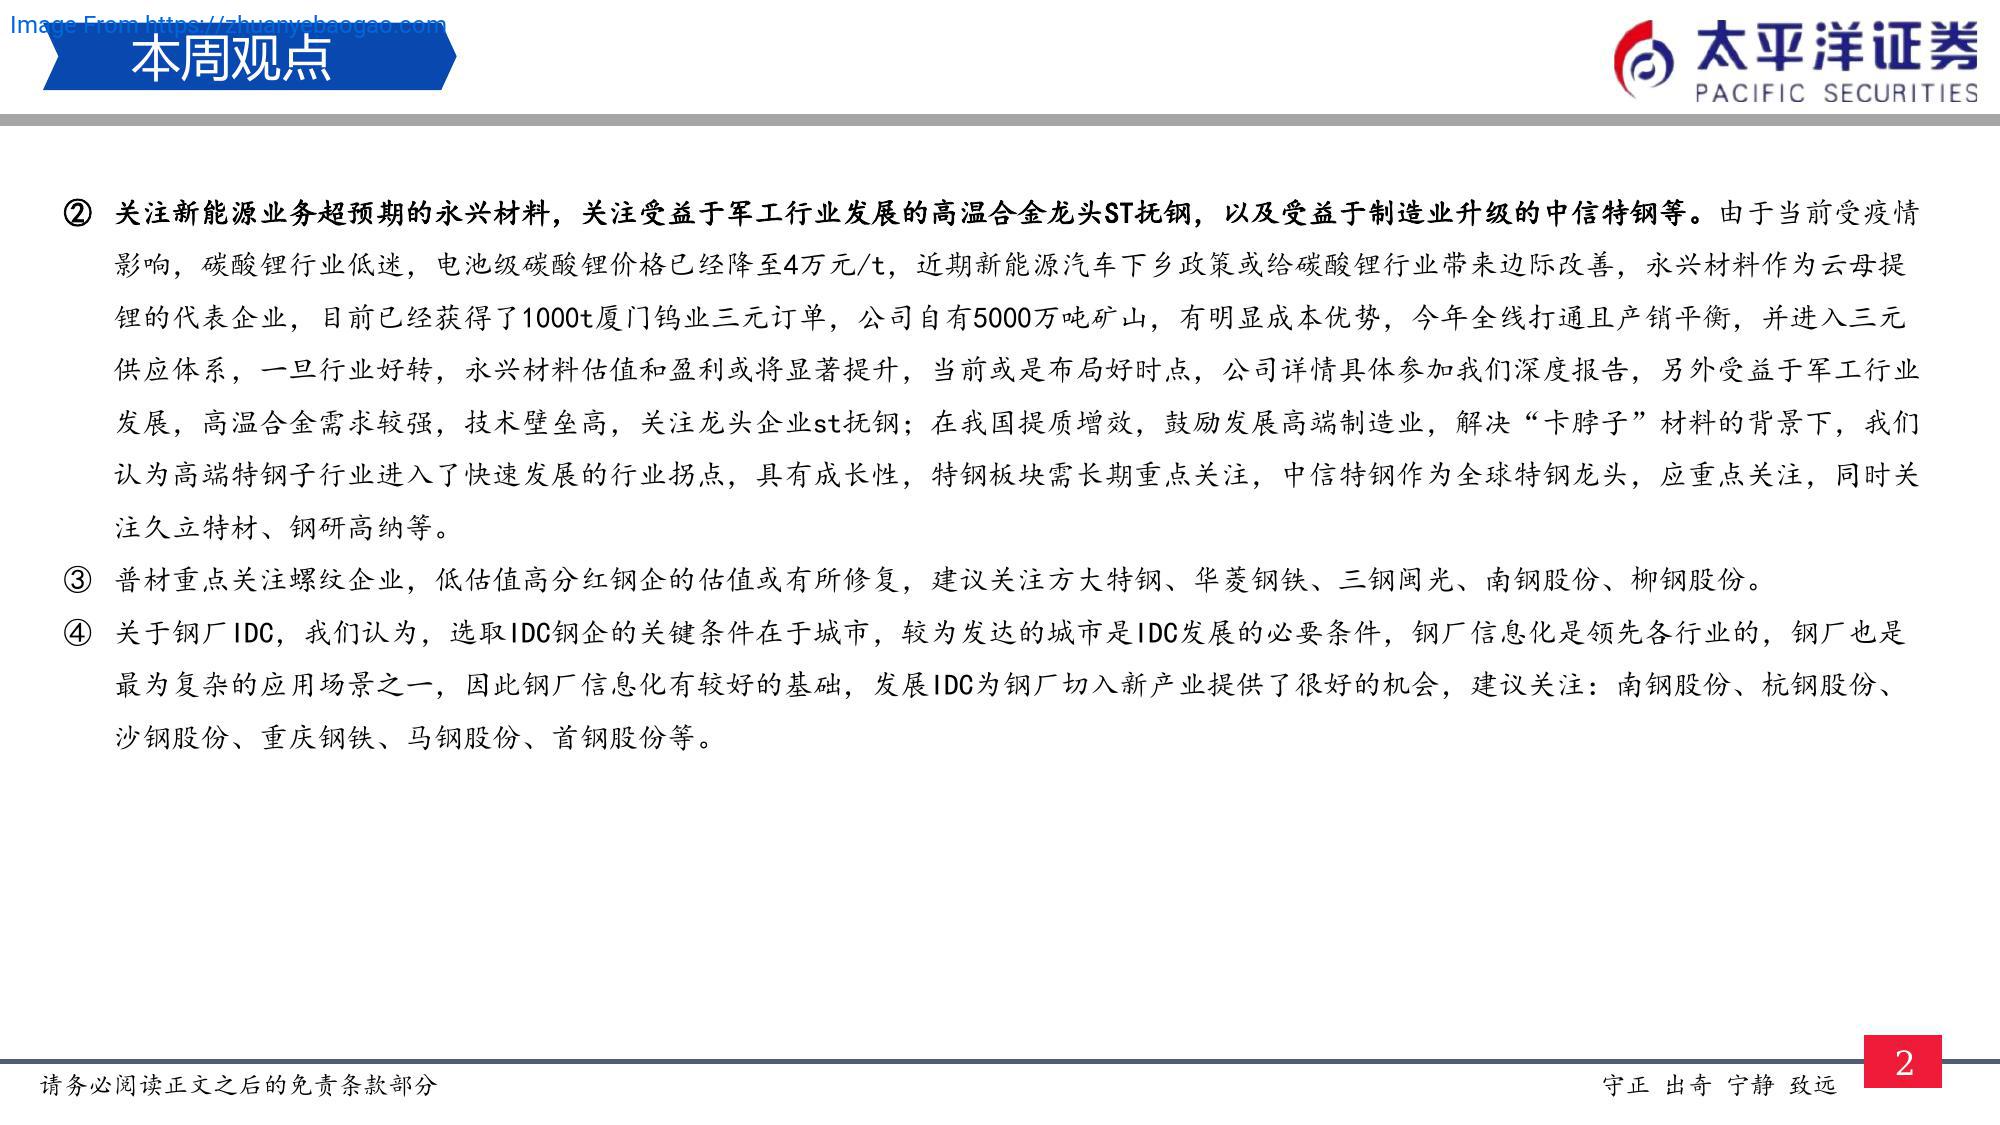 Image From https://zhuanyebaogao.com
本周观点
太平洋证券
PACIFIC SECURITIES
② 关注新能源业务超预期的永兴材料，关注受益于军工行业发展的高温合金龙头ST抚钢，以及受益于制造业升级的中信特钢等。由于当前受疫情
影响，碳酸锂行业低迷，电池级碳酸锂价格已经降至4万元/t，近期新能源汽车下乡政策或给碳酸锂行业带来边际改善，永兴材料作为云母提
锂的代表企业，目前已经获得了1000t厦门钨业三元订单，公司自有5000万吨矿山，有明显成本优势，今年全线打通且产销平衡，并进入三元
供应体系，一旦行业好转，永兴材料估值和盈利或将显著提升，当前或是布局好时点，公司详情具体参加我们深度报告，另外受益于军工行业
发展，高温合金需求较强，技术壁垒高，关注龙头企业st抚钢；在我国提质增效，鼓励发展高端制造业，解决“卡脖子”材料的背景下，我们
认为高端特钢子行业进入了快速发展的行业拐点，具有成长性，特钢板块需长期重点关注，中信特钢作为全球特钢龙头，应重点关注，同时关
注久立特材、钢研高纳等。
③ 普材重点关注螺纹企业，低估值高分红钢企的估值或有所修复，建议关注方大特钢、华菱钢铁、三钢闽光、南钢股份、柳钢股份。
④ 关于钢厂IDC，我们认为，选取IDC钢企的关键条件在于城市，较为发达的城市是IDC发展的必要条件，钢厂信息化是领先各行业的，钢厂也是
最为复杂的应用场景之一，因此钢厂信息化有较好的基础，发展IDC为钢厂切入新产业提供了很好的机会，建议关注：南钢股份、杭钢股份、
沙钢股份、重庆钢铁、马钢股份、首钢股份等。
请务必阅读正文之后的免责条款部分
守正 出奇 宁静 致远
2